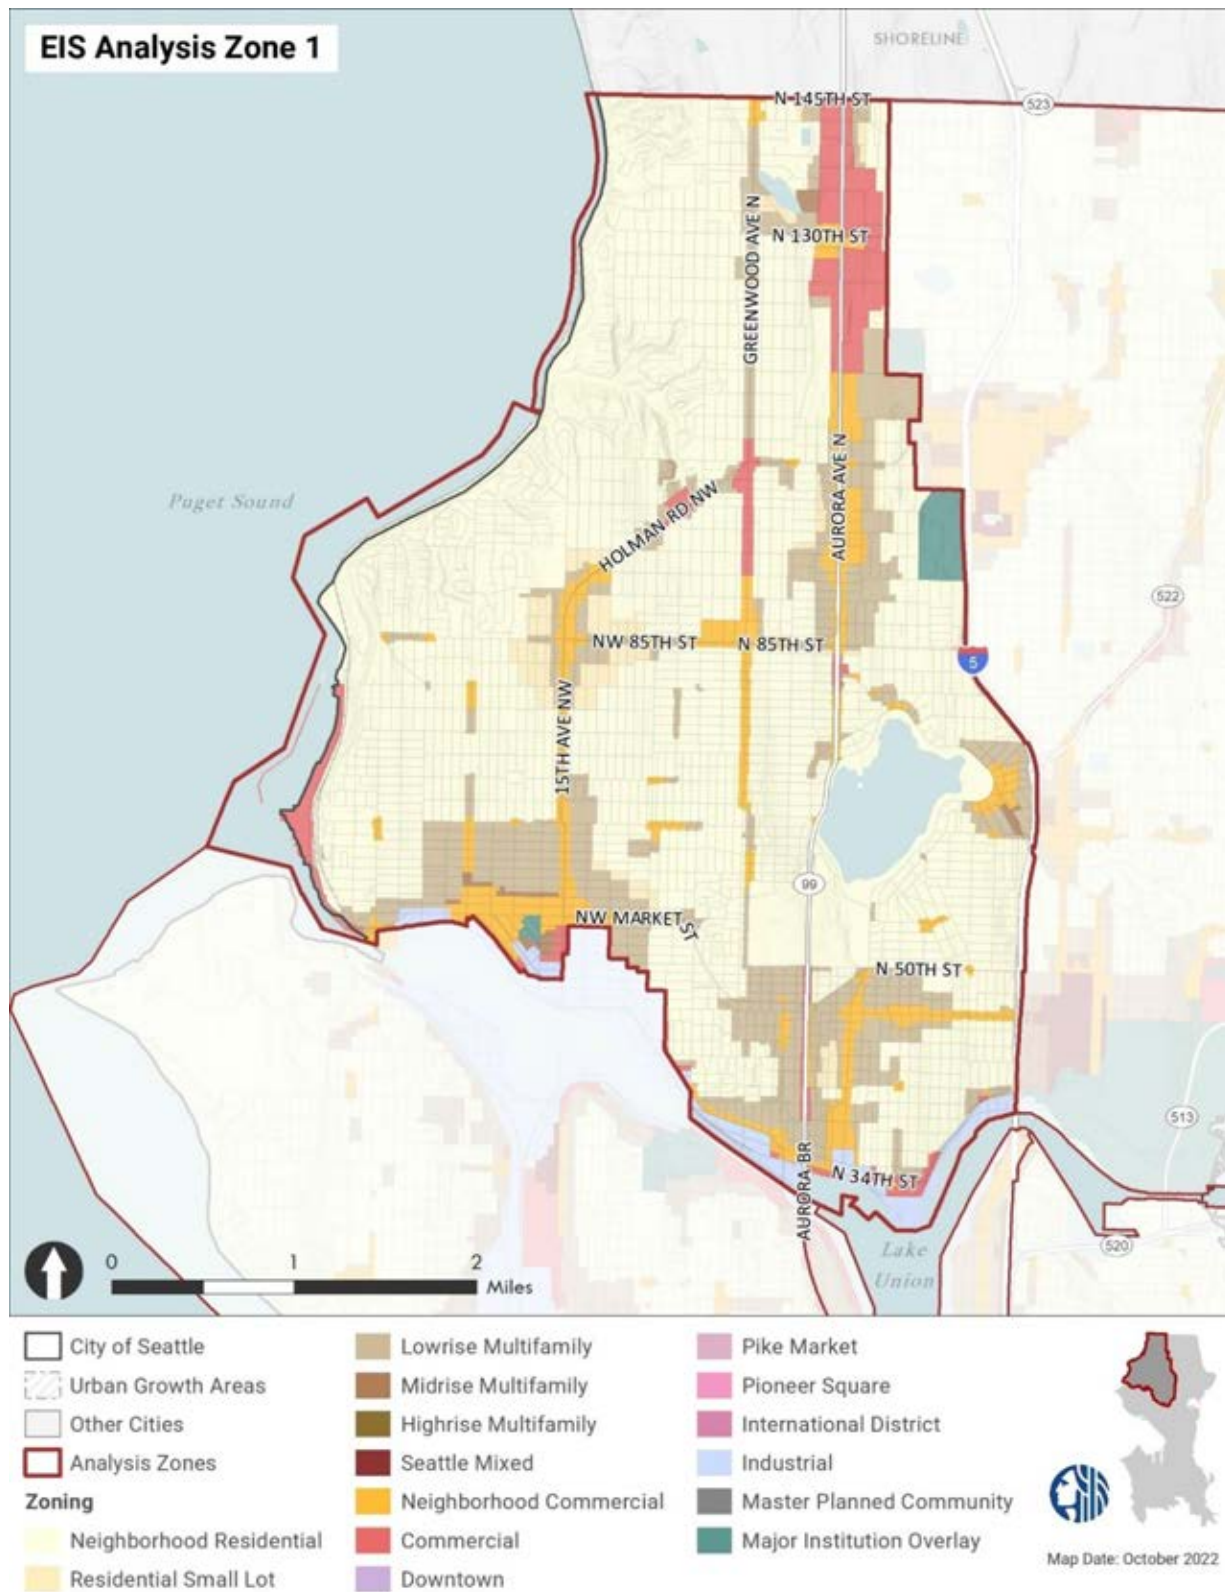 EIS Analysis Zone 1
SHORELINE
N 145TH ST
523
GREENWOOD AVE N
N 130TH ST
AURORA AVE N
Puget Sound
HOLMAN RD NW
522
NW 85TH ST
N 85TH ST
5
15TH AVE NW
99
NW MARKET ST
N 50TH ST
513
AURORA BR
N 34TH ST
520
Lake
Union
0 1 2
Miles
City of Seattle
Urban Growth Areas
Other Cities
Analysis Zones
Zoning
Neighborhood Residential
Residential Small Lot
Lowrise Multifamily
Midrise Multifamily
Highrise Multifamily
Seattle Mixed
Neighborhood Commercial
Commercial
Downtown
Pike Market
Pioneer Square
International District
Industrial
Master Planned Community
Major Institution Overlay
Map Date: October 2022